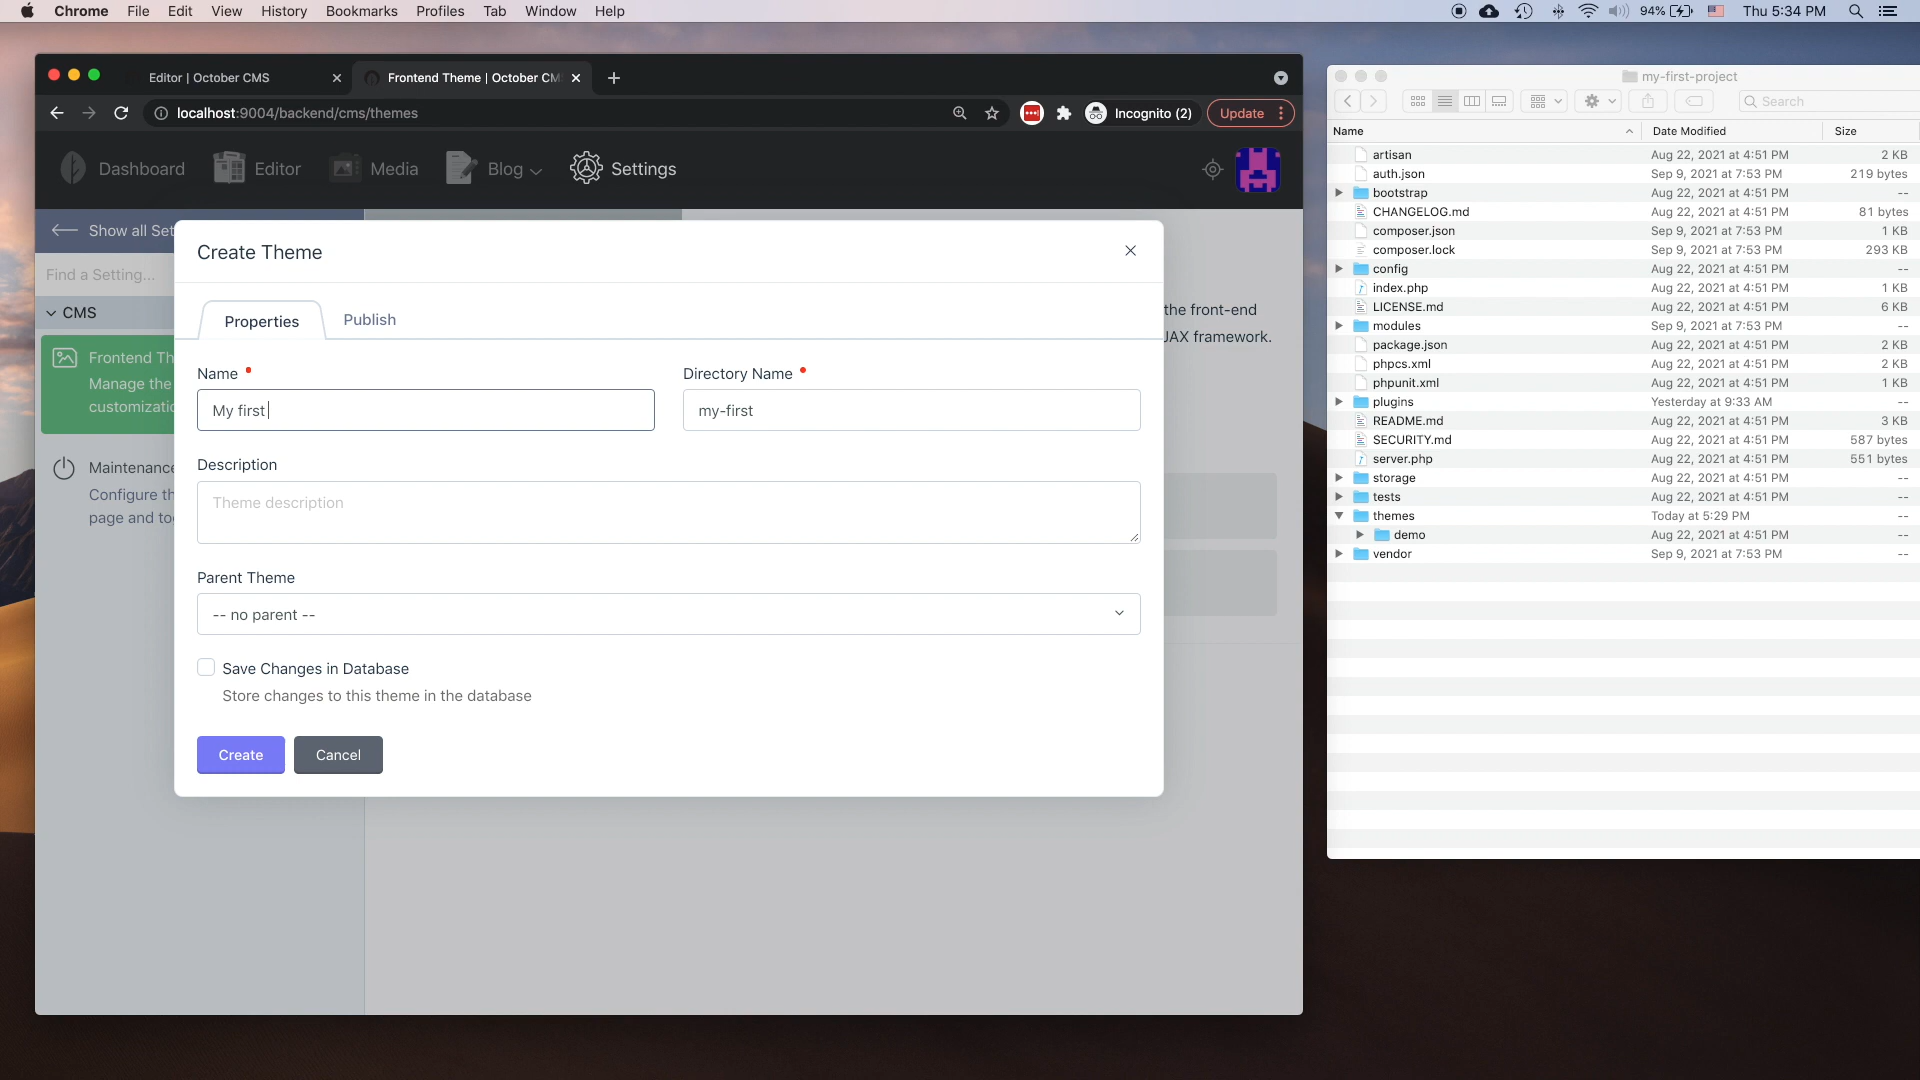 Chrome File Edit View History Bookmarks Profiles Tab Window Help
94% Thu 5:34 PM
Editor | October CMS
Frontend Theme | October CM
localhost:9004/backend/cms/themes
Incognito (2)
Update
Dashboard
Editor
Media
Blog
Settings
Show all Set
Find a Setting...
CMS
Frontend Th
Manage the
customizatio
Maintenance
Configure th
page and to
the front-end
JAX framework.
Create Theme
Properties
Publish
Name
My first
Directory Name
my-first
Description
Theme description
Parent Theme
-- no parent --
Save Changes in Database
Store changes to this theme in the database
Create
Cancel
my-first-project
Search
Name Date Modified Size
artisan Aug 22, 2021 at 4:51 PM 2 KB
auth.json Sep 9, 2021 at 7:53 PM 219 bytes
bootstrap Aug 22, 2021 at 4:51 PM --
CHANGELOG.md Aug 22, 2021 at 4:51 PM 81 bytes
composer.json Sep 9, 2021 at 7:53 PM 1 KB
composer.lock Sep 9, 2021 at 7:53 PM 293 KB
config Aug 22, 2021 at 4:51 PM --
index.php Aug 22, 2021 at 4:51 PM 1 KB
LICENSE.md Aug 22, 2021 at 4:51 PM 6 KB
modules Sep 9, 2021 at 7:53 PM --
package.json Aug 22, 2021 at 4:51 PM 2 KB
phpcs.xml Aug 22, 2021 at 4:51 PM 2 KB
phpunit.xml Aug 22, 2021 at 4:51 PM 1 KB
plugins Yesterday at 9:33 AM --
README.md Aug 22, 2021 at 4:51 PM 3 KB
SECURITY.md Aug 22, 2021 at 4:51 PM 587 bytes
server.php Aug 22, 2021 at 4:51 PM 551 bytes
storage Aug 22, 2021 at 4:51 PM --
tests Aug 22, 2021 at 4:51 PM --
themes Today at 5:29 PM --
demo Aug 22, 2021 at 4:51 PM --
vendor Sep 9, 2021 at 7:53 PM --